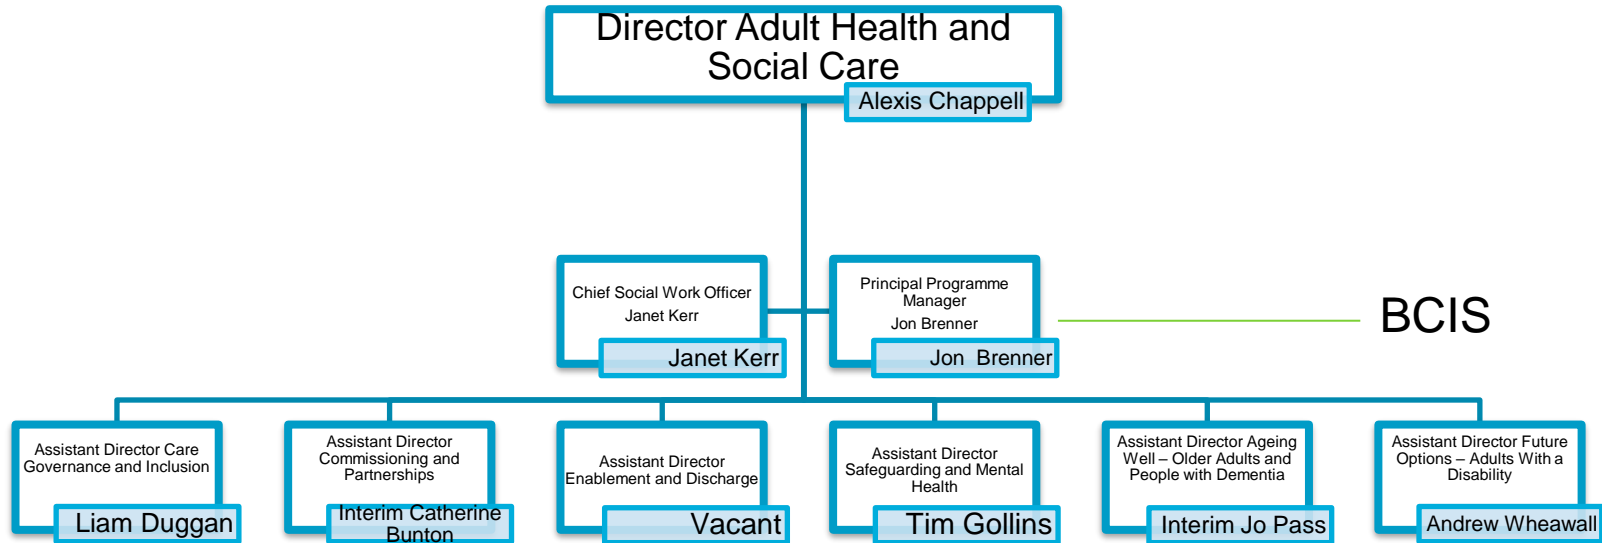 Director Adult Health and
Social Care
Alexis Chappell
Chief Social Work Officer
Janet Kerr
Janet Kerr
Principal Programme
Manager
Jon Brenner
Jon Brenner
BCIS
Assistant Director Care
Governance and Inclusion
Liam Duggan
Assistant Director
Commissioning and
Partnerships
Interim Catherine
Bunton
Assistant Director
Enablement and Discharge
Vacant
Assistant Director
Safeguarding and Mental
Health
Tim Gollins
Assistant Director Ageing
Well – Older Adults and
People with Dementia
Interim Jo Pass
Assistant Director Future
Options – Adults With a
Disability
Andrew Wheawall